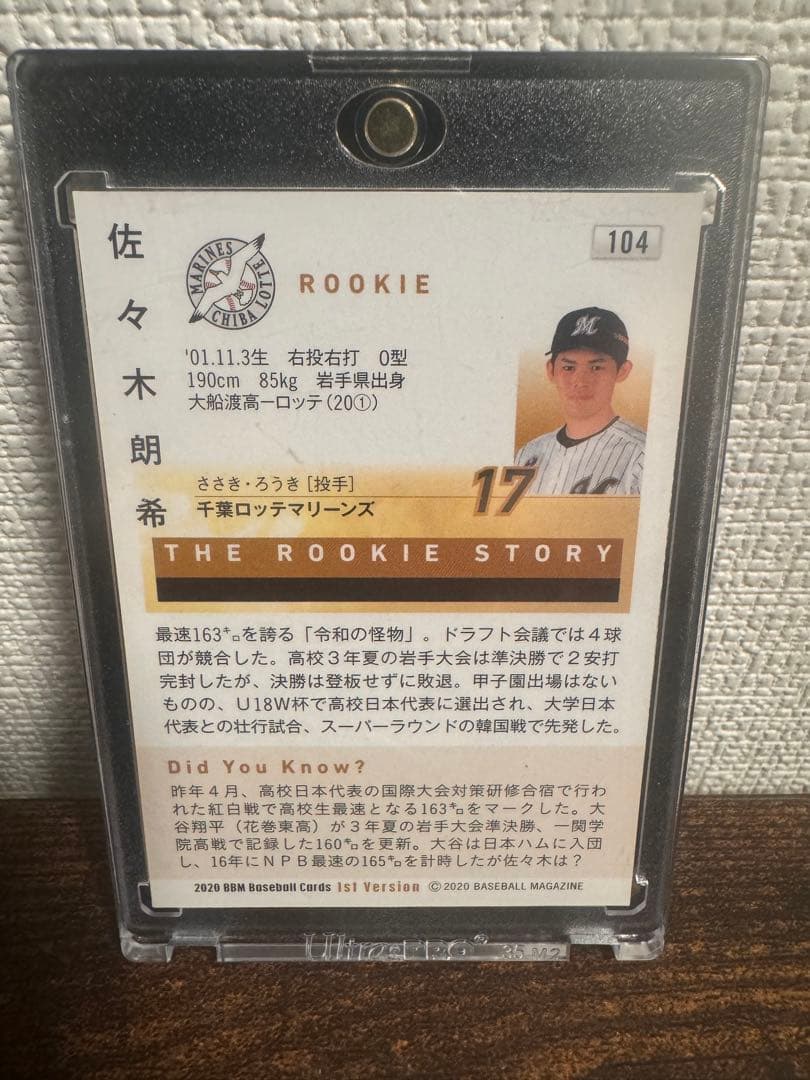 佐々木朗希
MARINES
CHIBA LOTTE
ROOKIE
104
'01.11.3生 右投右打 O型
190cm 85kg 岩手県出身
大船渡高ーロッテ(20①)
M
ささき・ろうき[投手]
17
千葉ロッテマリーンズ
THE ROOKIE STORY
最速163㌔を誇る「令和の怪物」。ドラフト会議では4球
団が競合した。高校3年夏の岩手大会は準決勝で2安打
完封したが、決勝は登板せずに敗退。甲子園出場はない
ものの、U18W杯で高校日本代表に選出され、大学日本
代表との壮行試合、スーパーラウンドの韓国戦で先発した。
Did You Know?
昨年4月、高校日本代表の国際大会対策研修合宿で行わ
れた紅白戦で高校生最速となる163㌔をマークした。大
谷翔平(花巻東高)が3年夏の岩手大会準決勝、一関学
院高戦で記録した160㌔を更新。大谷は日本ハムに入団
し、16年にNPB最速の165㌔を計時したが佐々木は?
2020 BBM Baseball Cards 1st Version ©2020 BASEBALL MAGAZINE
UltraPRO® 35 M2